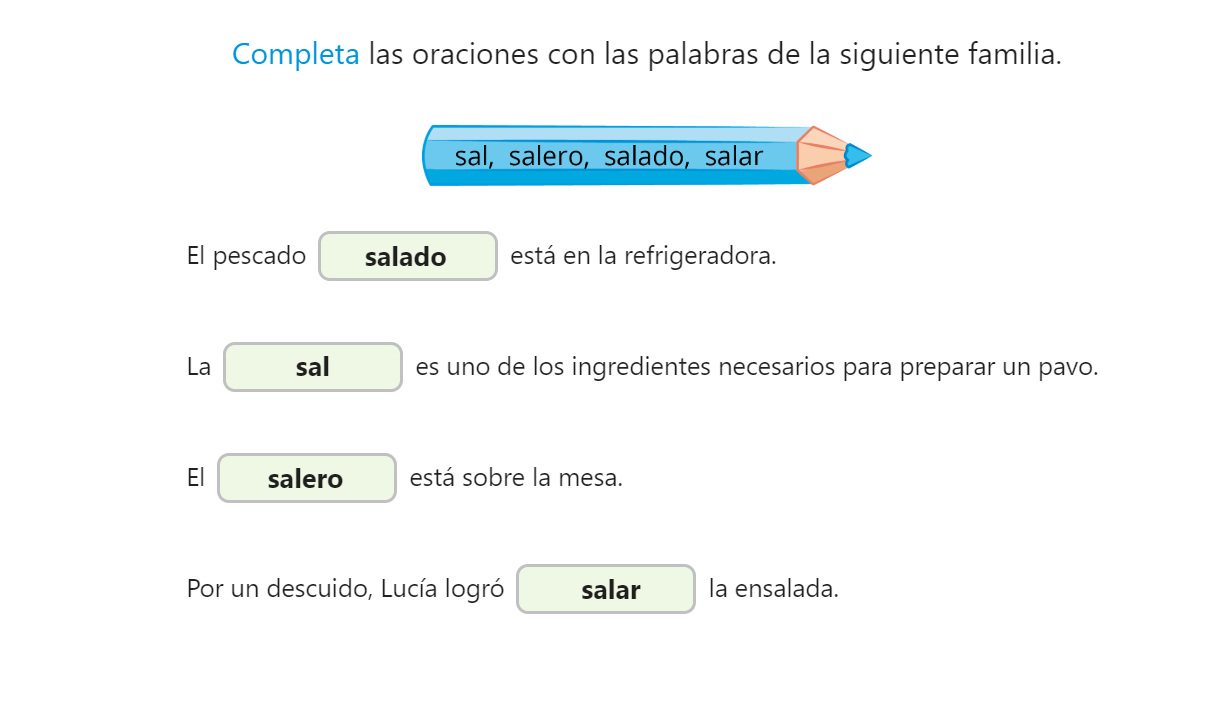 Completa las oraciones con las palabras de la siguiente familia.
sal, salero, salado, salar
El pescado salado está en la refrigeradora.
La sal es uno de los ingredientes necesarios para preparar un pavo.
El salero está sobre la mesa.
Por un descuido, Lucía logró salar la ensalada.